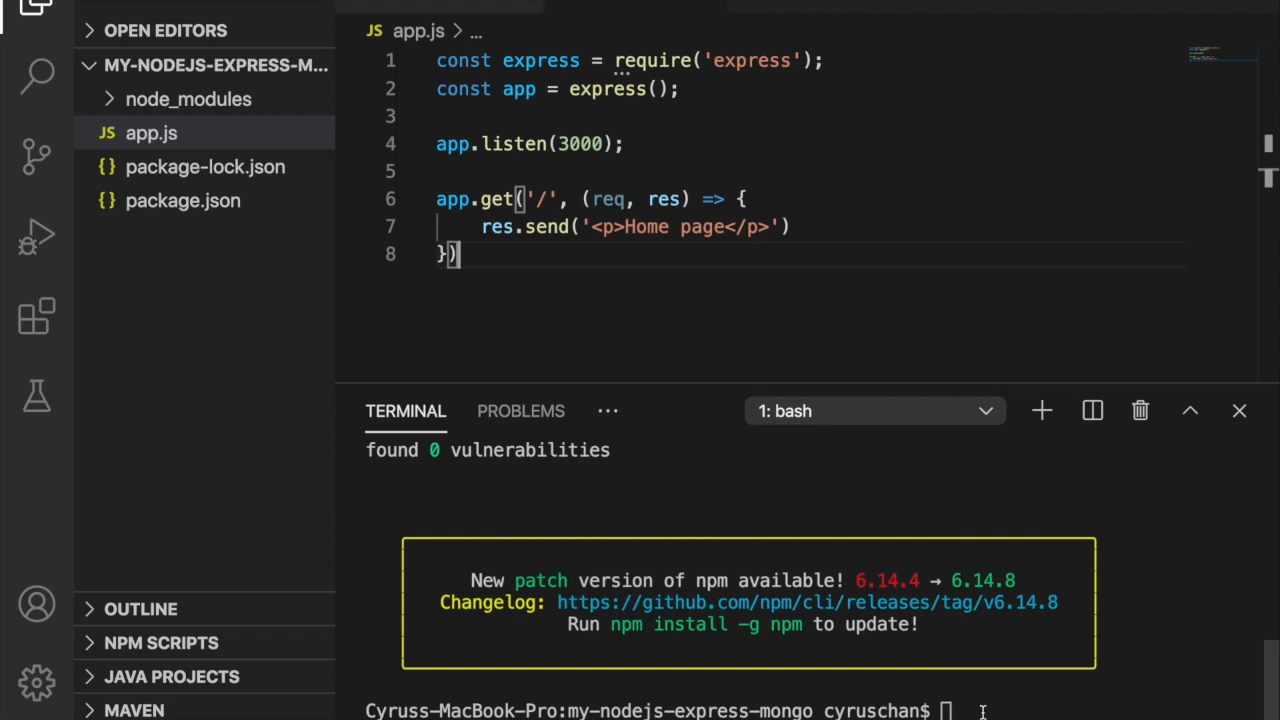 OPEN EDITORS
MY-NODEJS-EXPRESS-M...
node_modules
JS app.js
{} package-lock.json
{} package.json
OUTLINE
NPM SCRIPTS
JAVA PROJECTS
MAVEN
JS app.js > ...
1 const express = require('express');
2 const app = express();
3
4 app.listen(3000);
5
6 app.get('/', (req, res) => {
7 res.send('<p>Home page</p>')
8 })
TERMINAL PROBLEMS ... 1: bash
found 0 vulnerabilities
New patch version of npm available! 6.14.4 → 6.14.8
Changelog: https://github.com/npm/cli/releases/tag/v6.14.8
Run npm install -g npm to update!
Cyruss-MacBook-Pro:my-nodejs-express-mongo cyruschan$